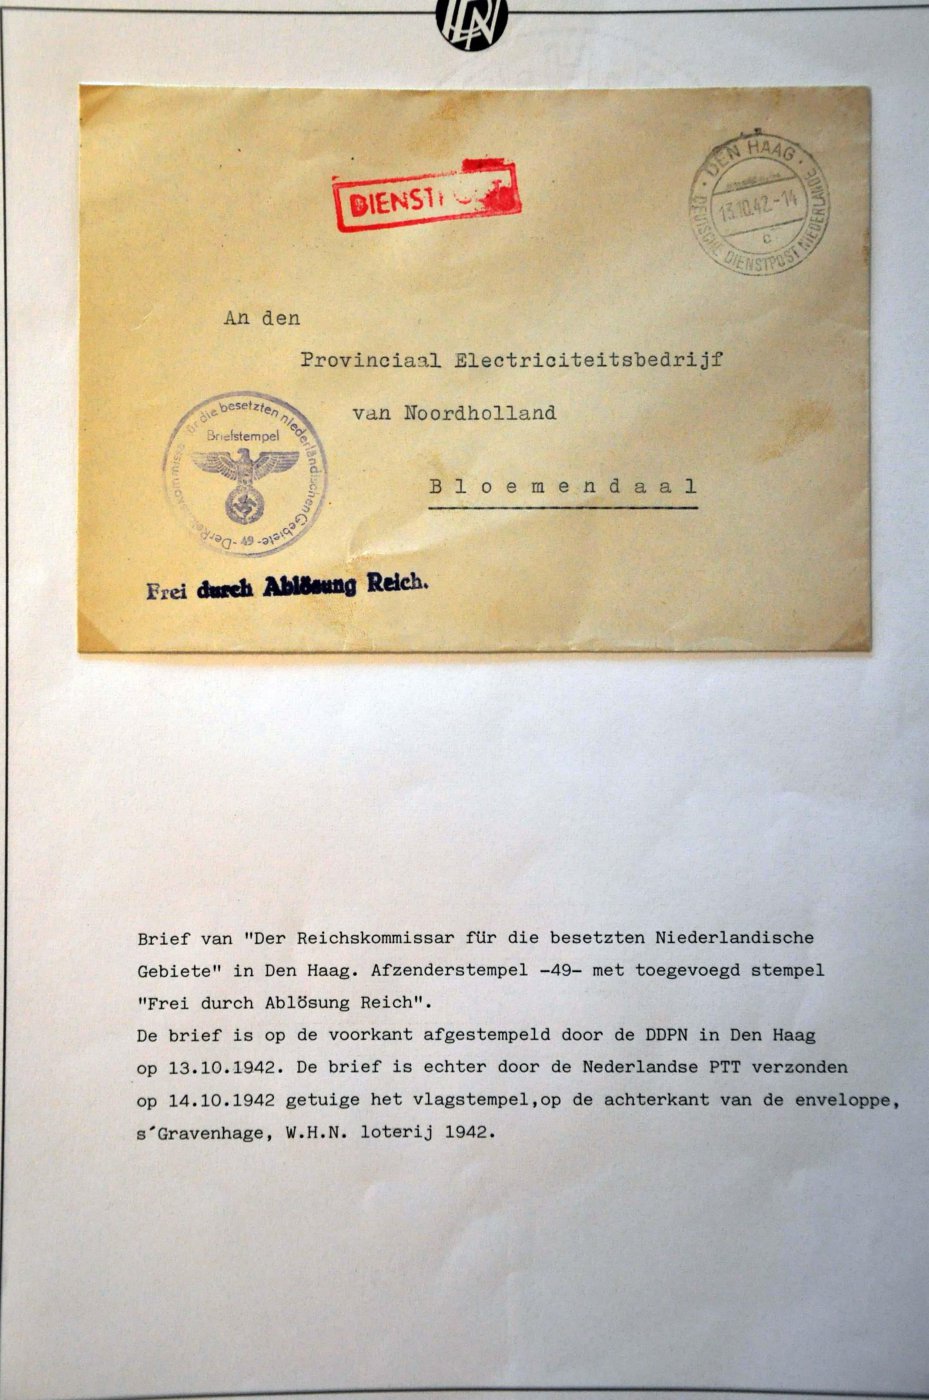 DIENSTPOST
DEN HAAG
13.10.42.-14
c
DEUTSCHE DIENSTPOST NIEDERLANDE
An den
Provinciaal Electriciteitsbedrijf
van Noordholland
Bloemendaal
für die besetzten niederländischen Gebiete - Der Reichskommissar
Briefstempel
-49-
Frei durch Ablösung Reich.
Brief van "Der Reichskommissar für die besetzten Niederlandische
Gebiete" in Den Haag. Afzenderstempel -49- met toegevoegd stempel
"Frei durch Ablösung Reich".
De brief is op de voorkant afgestempeld door de DDPN in Den Haag
op 13.10.1942. De brief is echter door de Nederlandse PTT verzonden
op 14.10.1942 getuige het vlagstempel,op de achterkant van de enveloppe,
s´Gravenhage, W.H.N. loterij 1942.